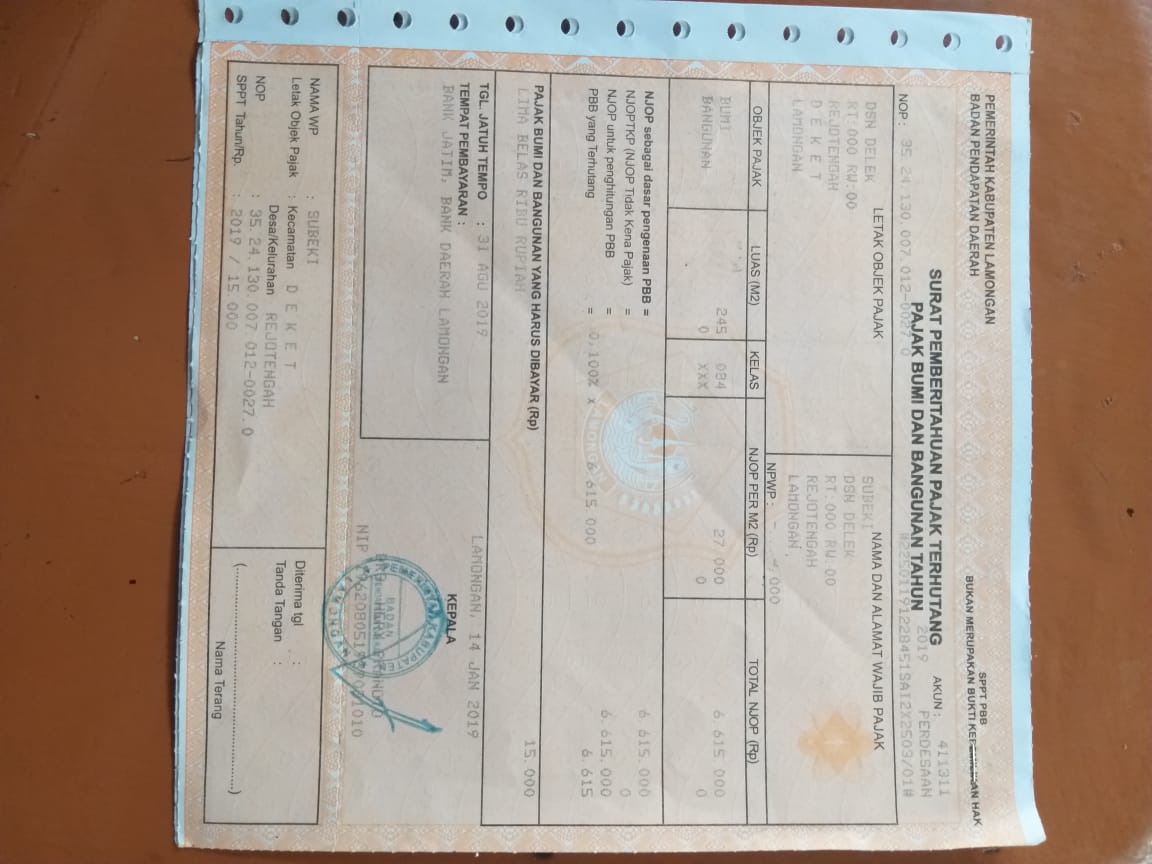 PEMERINTAH KABUPATEN LAMONGAN
BADAN PENDAPATAN DAERAH
SPPT PBB
BUKAN MERUPAKAN BUKTI KEPEMILIKAN HAK
SURAT PEMBERITAHUAN PAJAK TERHUTANG
PAJAK BUMI DAN BANGUNAN TAHUN 2019
AKUN : 411311
PERDESAAN
NOP : 35.24.130.007.012-0027.0
#23501191228451SAI2X2503/01#
LETAK OBJEK PAJAK
DSN DELEK
RT:000 RW:00
REJOTENGAH
D E K E T
LAMONGAN
NAMA DAN ALAMAT WAJIB PAJAK
SUBEKI
DSN DELEK
RT:000 RW.00
REJOTENGAH
LAMONGAN.
NPWP :
OBJEK PAJAK LUAS (M2) KELAS NJOP PER M2 (Rp) TOTAL NJOP (Rp)
BUMI 245 084 27.000 6.615.000
BANGUNAN 0 XXX 0 0
NJOP sebagai dasar pengenaan PBB = 6.615.000
NJOPTKP (NJOP Tidak Kena Pajak) = 0
NJOP untuk penghitungan PBB = 6.615.000
PBB yang Terhutang = 0,100% x 6.615.000 6.615
PAJAK BUMI DAN BANGUNAN YANG HARUS DIBAYAR (Rp) 15.000
LIMA BELAS RIBU RUPIAH
TGL. JATUH TEMPO : 31 AGU 2019
TEMPAT PEMBAYARAN :
BANK JATIM, BANK DAERAH LAMONGAN
LAMONGAN, 14 JAN 2019
KEPALA
BADAN
NIP
NAMA WP : SUBEKI
Letak Objek Pajak : Kecamatan D E K E T
Desa/Kelurahan REJOTENGAH
NOP : 35.24.130.007.012-0027.0
SPPT Tahun/Rp. : 2019 / 15.000
Diterima tgl :
Tanda Tangan :
(..............................)
Nama Terang